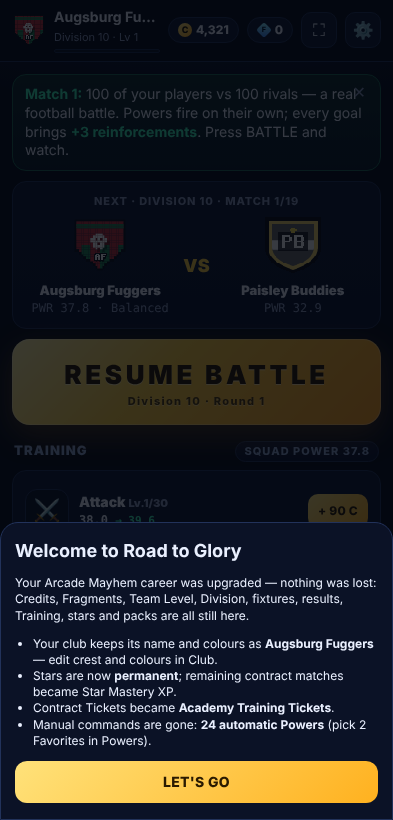 Augsburg Fu...
Division 10 · Lv 1
C 4,321
F 0
Match 1: 100 of your players vs 100 rivals — a real
football battle. Powers fire on their own; every goal
brings +3 reinforcements. Press BATTLE and
watch.
NEXT · DIVISION 10 · MATCH 1/19
AF
VS
PB
Augsburg Fuggers
Paisley Buddies
PWR 37.8 · Balanced
PWR 32.9
RESUME BATTLE
Division 10 · Round 1
TRAINING
SQUAD POWER 37.8
Attack Lv.1/30
38.0 → 39.6
+ 90 C
Welcome to Road to Glory
Your Arcade Mayhem career was upgraded — nothing was lost:
Credits, Fragments, Team Level, Division, fixtures, results,
Training, stars and packs are all still here.
• Your club keeps its name and colours as Augsburg Fuggers
— edit crest and colours in Club.
• Stars are now permanent; remaining contract matches
became Star Mastery XP.
• Contract Tickets became Academy Training Tickets.
• Manual commands are gone: 24 automatic Powers (pick 2
Favorites in Powers).
LET'S GO